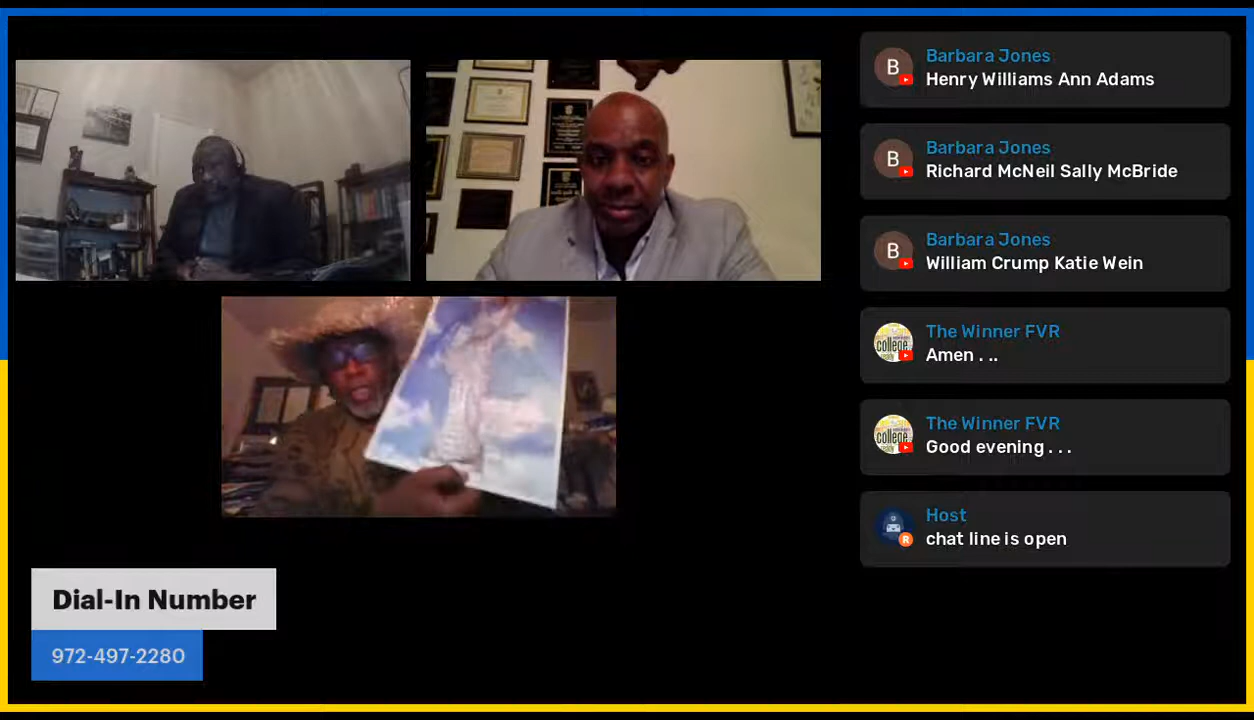 Barbara Jones
Henry Williams Ann Adams
Barbara Jones
Richard McNeil Sally McBride
Barbara Jones
William Crump Katie Wein
The Winner FVR
Amen . ..
The Winner FVR
Good evening . . .
Host
chat line is open
B
B
B
college
college
R
Dial-In Number
972-497-2280